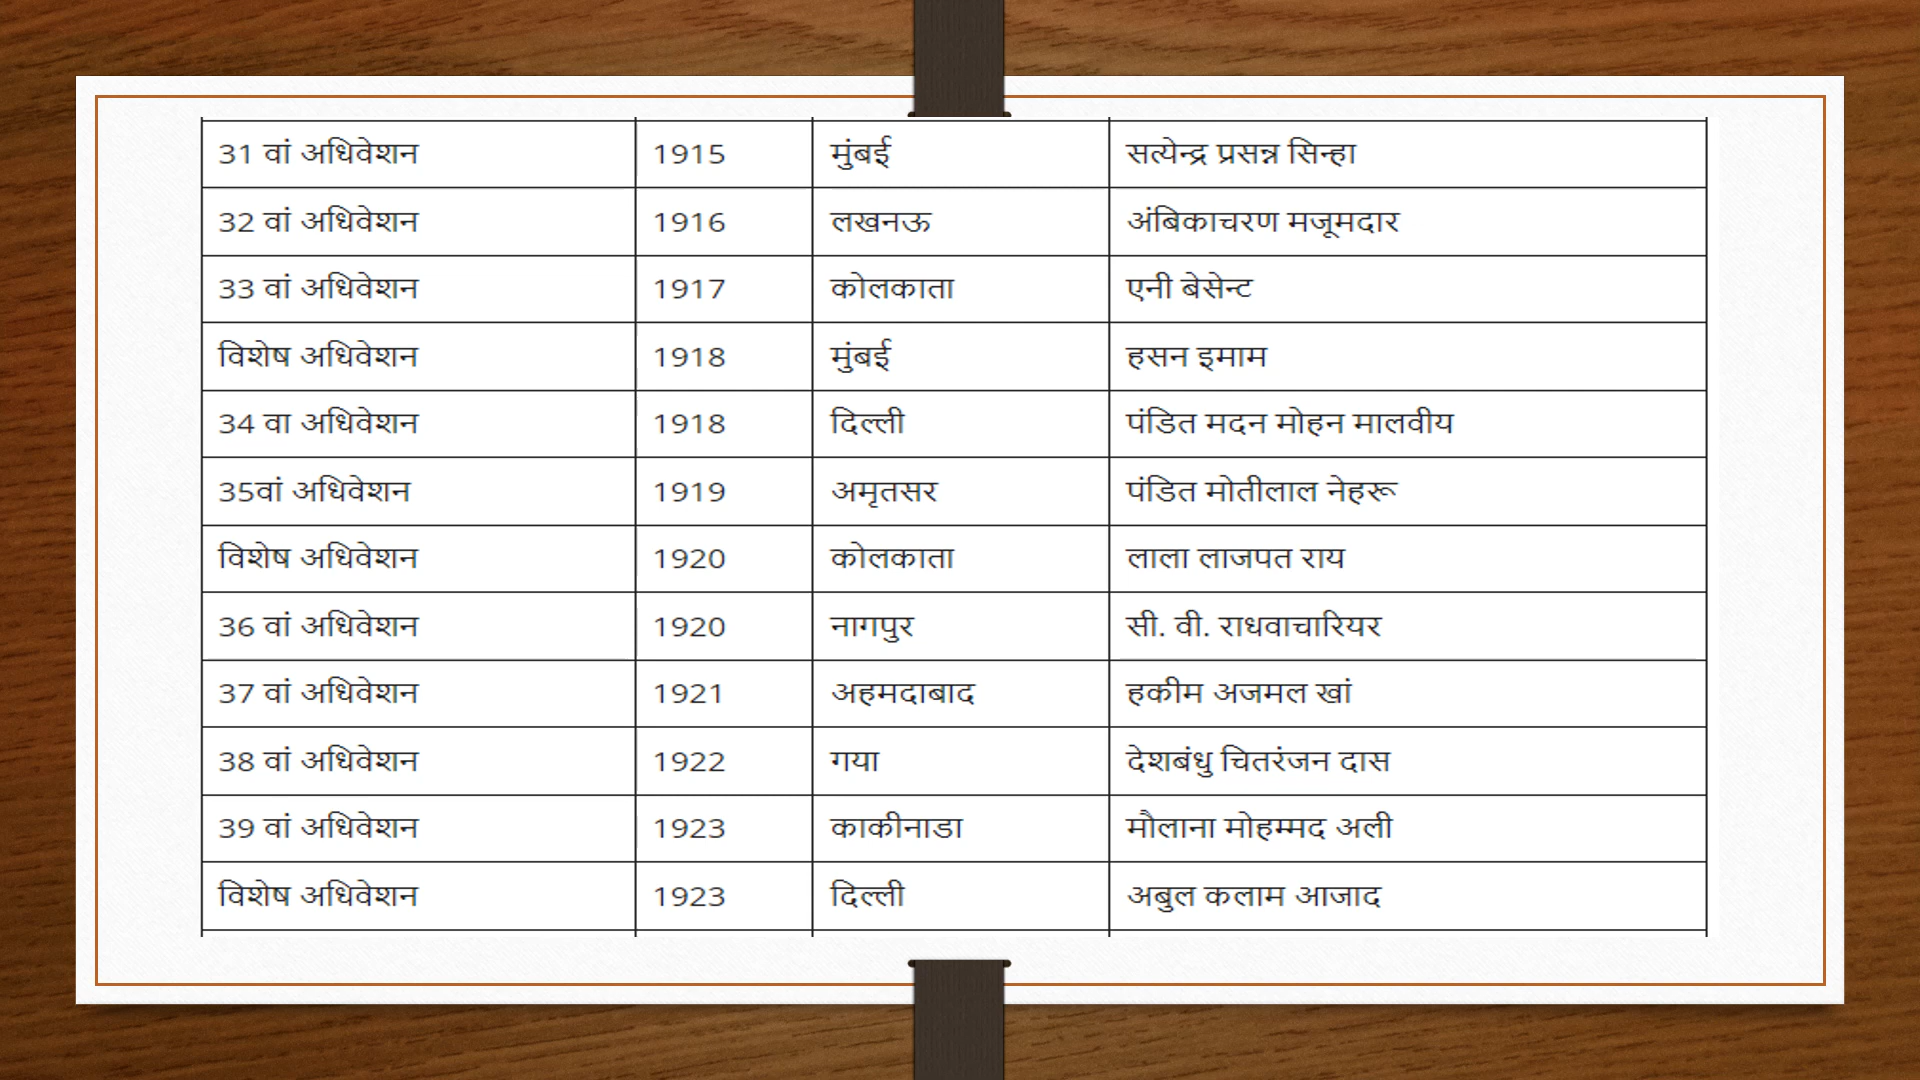 31 वां अधिवेशन 1915 मुंबई सत्येन्द्र प्रसन्न सिन्हा
32 वां अधिवेशन 1916 लखनऊ अंबिकाचरण मजूमदार
33 वां अधिवेशन 1917 कोलकाता एनी बेसेन्ट
विशेष अधिवेशन 1918 मुंबई हसन इमाम
34 वा अधिवेशन 1918 दिल्ली पंडित मदन मोहन मालवीय
35वां अधिवेशन 1919 अमृतसर पंडित मोतीलाल नेहरू
विशेष अधिवेशन 1920 कोलकाता लाला लाजपत राय
36 वां अधिवेशन 1920 नागपुर सी. वी. राधवाचारियर
37 वां अधिवेशन 1921 अहमदाबाद हकीम अजमल खां
38 वां अधिवेशन 1922 गया देशबंधु चितरंजन दास
39 वां अधिवेशन 1923 काकीनाडा मौलाना मोहम्मद अली
विशेष अधिवेशन 1923 दिल्ली अबुल कलाम आजाद